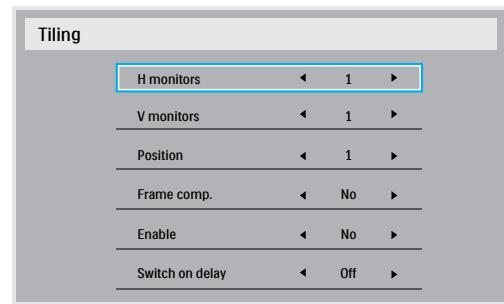 Tiling
H monitors 1
V monitors 1
Position 1
Frame comp. No
Enable No
Switch on delay Off